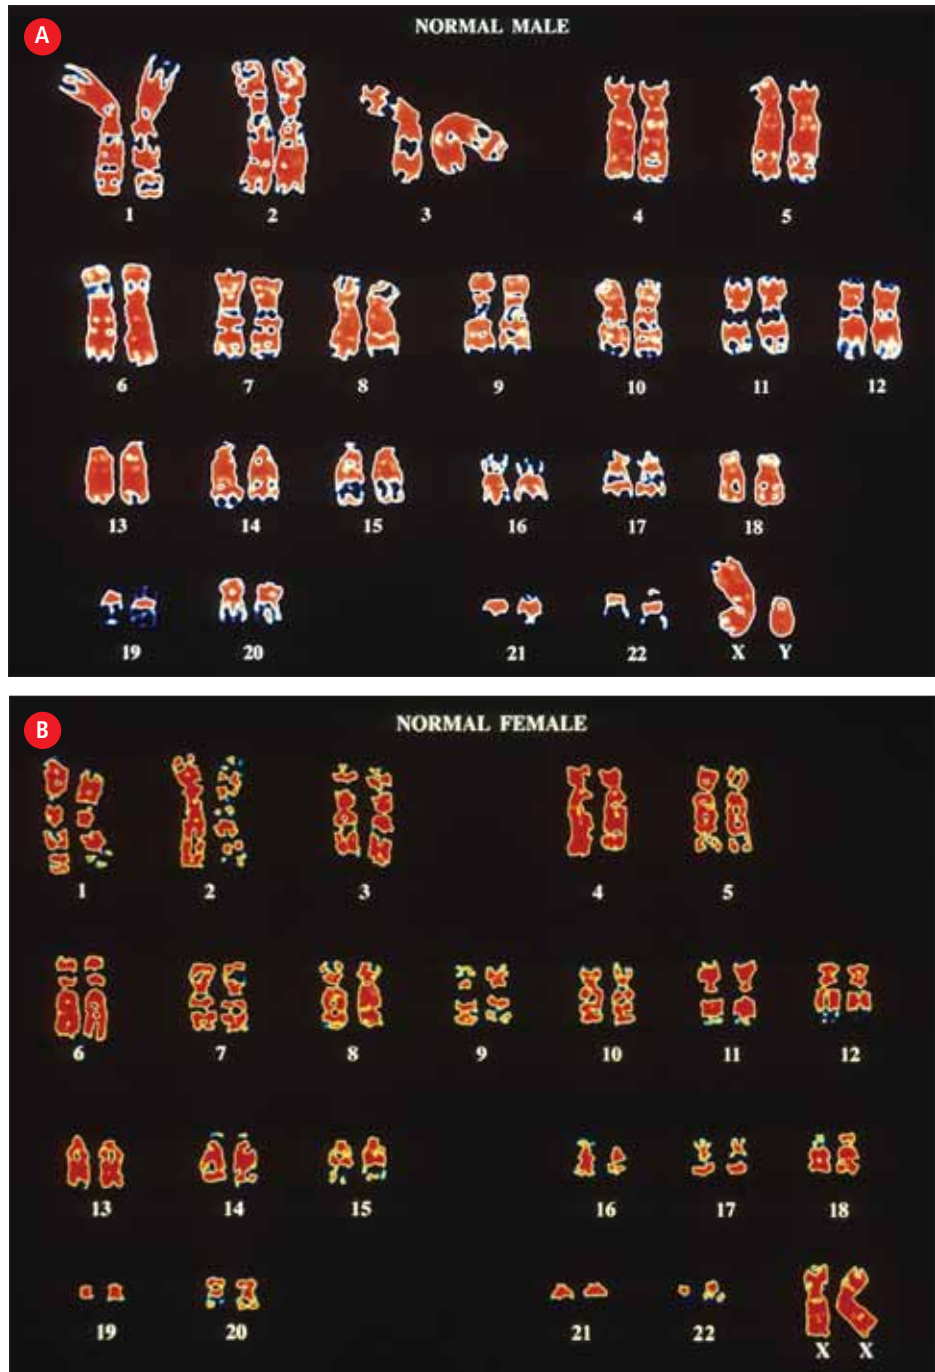 A
NORMAL MALE
1 2 3 4 5
6 7 8 9 10 11 12
13 14 15 16 17 18
19 20 21 22 X Y
B
NORMAL FEMALE
1 2 3 4 5
6 7 8 9 10 11 12
13 14 15 16 17 18
19 20 21 22 X X